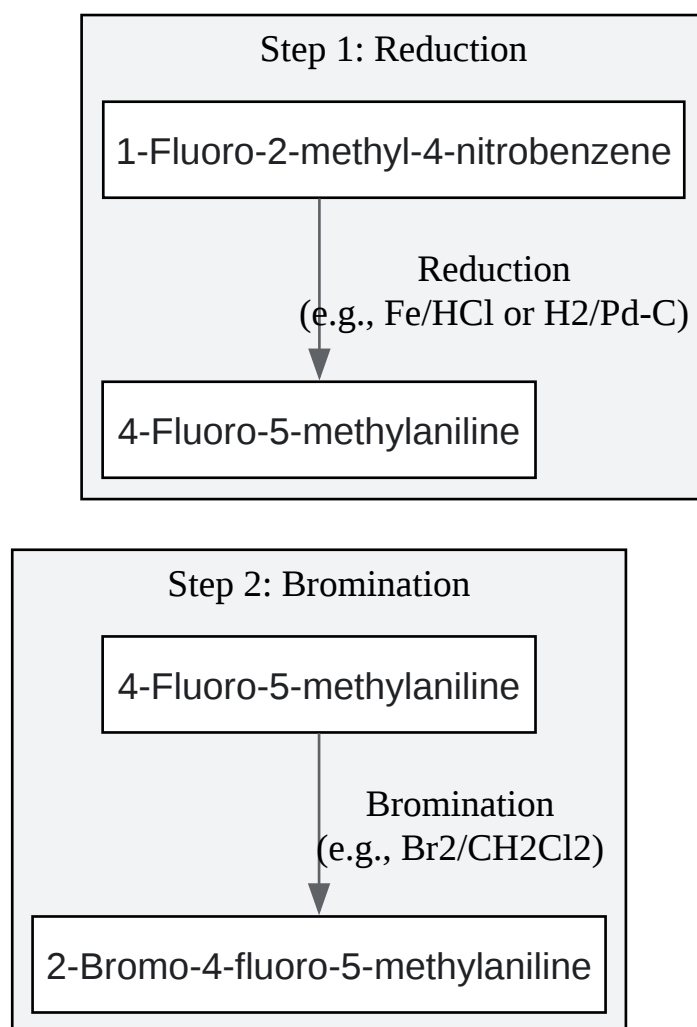 Step 1: Reduction
1-Fluoro-2-methyl-4-nitrobenzene
Reduction
(e.g., Fe/HCl or H2/Pd-C)
4-Fluoro-5-methylaniline
Step 2: Bromination
4-Fluoro-5-methylaniline
Bromination
(e.g., Br2/CH2Cl2)
2-Bromo-4-fluoro-5-methylaniline